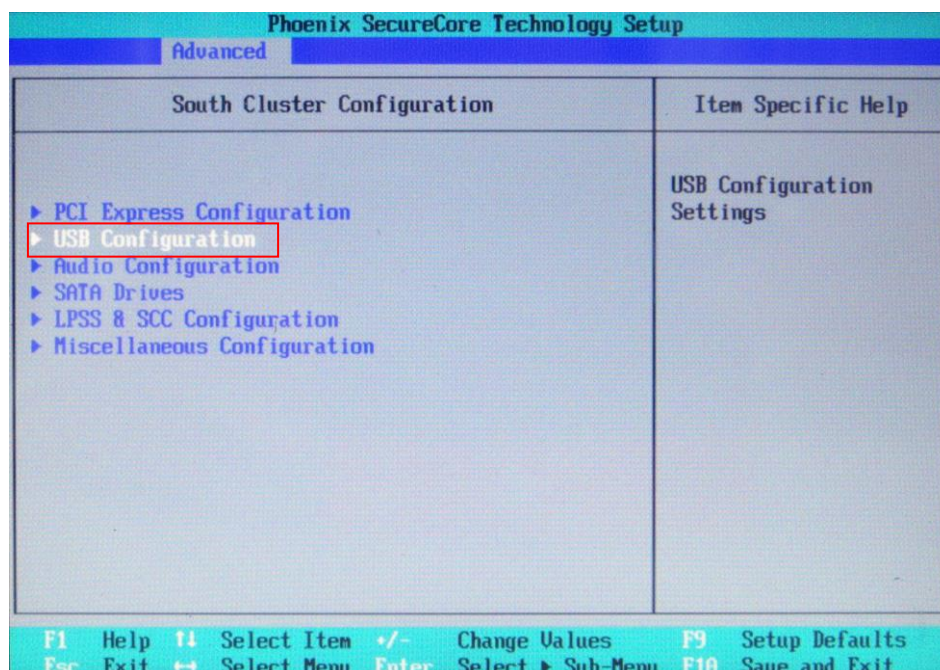 Phoenix SecureCore Technology Setup
Advanced
South Cluster Configuration
Item Specific Help
▶ PCI Express Configuration
▶ USB Configuration
▶ Audio Configuration
▶ SATA Drives
▶ LPSS & SCC Configuration
▶ Miscellaneous Configuration
USB Configuration
Settings
F1 Help ↑↓ Select Item +/- Change Values F9 Setup Defaults
Esc Exit ↔ Select Menu Enter Select ▶ Sub-Menu F10 Save and Exit